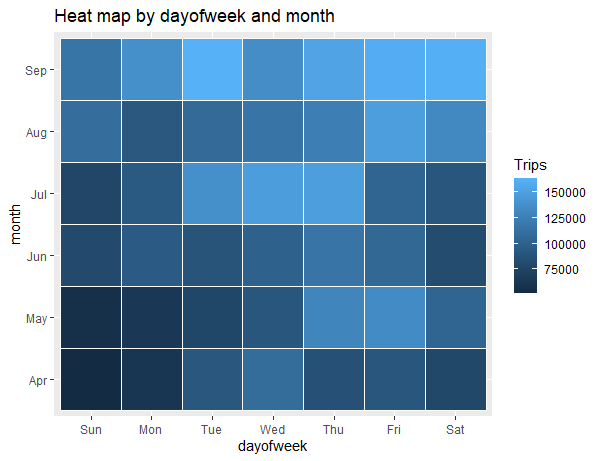 Heat map by dayofweek and month
month
Sep
Aug
Jul
Jun
May
Apr
Sun Mon Tue Wed Thu Fri Sat
dayofweek
Trips
150000
125000
100000
75000